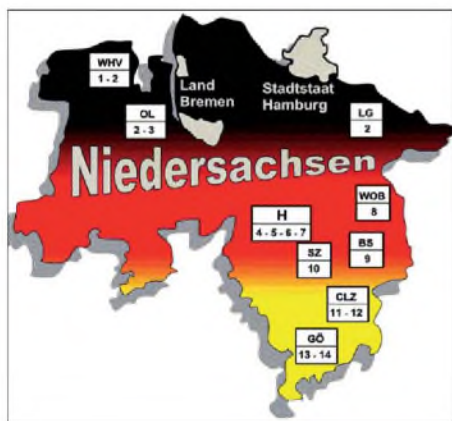 WHV
1 - 2
Land
Bremen
Stadtstaat
Hamburg
OL
2 - 3
LG
2
Niedersachsen
WOB
8
H
4 - 5 - 6 - 7
BS
9
SZ
10
CLZ
11 - 12
GÖ
13 - 14